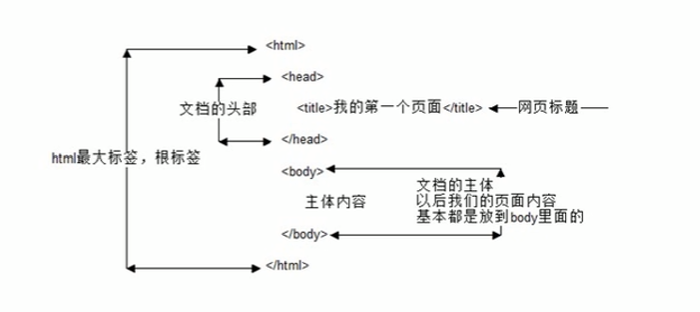 <html>
<head>
文档的头部
<title>我的第一个页面</title>
网页标题
</head>
html最大标签，根标签
<body>
文档的主体
主体内容
以后我们的页面内容
基本都是放到body里面的
</body>
</html>